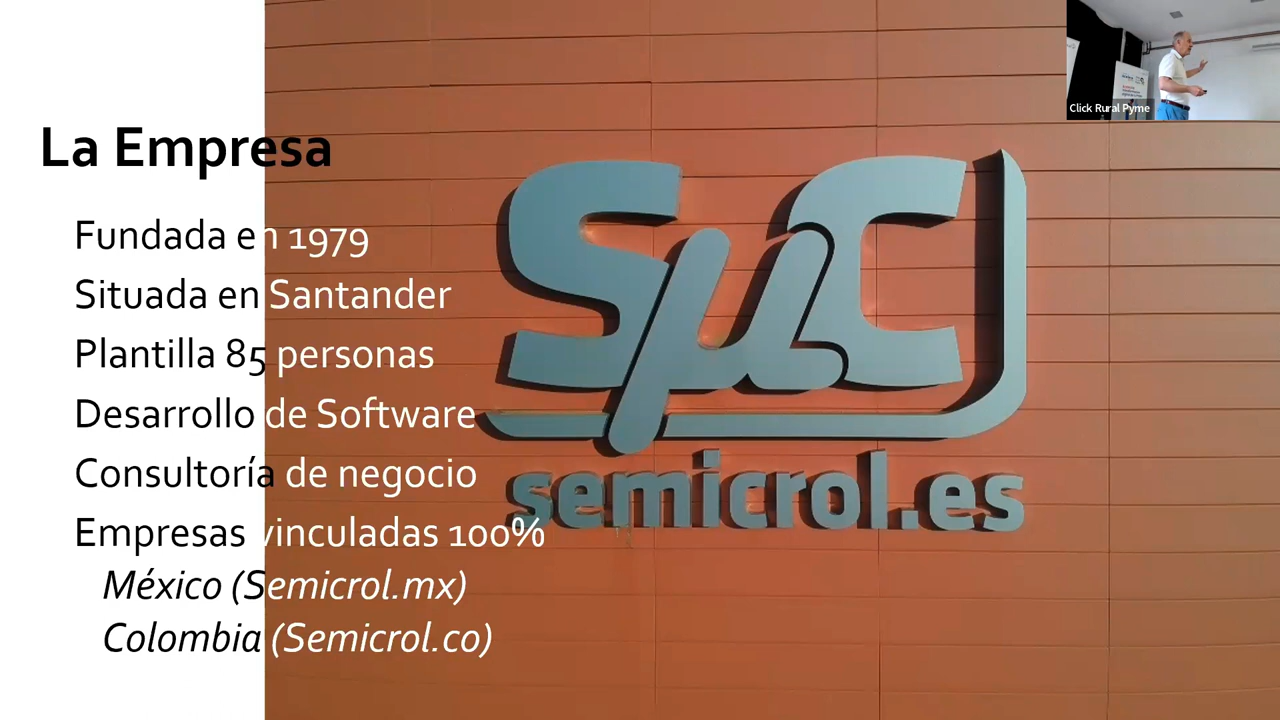 Click Rural Pyme
La Empresa
Fundada en 1979
Situada en Santander
Plantilla 85 personas
Desarrollo de Software
Consultoría de negocio
Empresas vinculadas 100%
México (Semicrol.mx)
Colombia (Semicrol.co)
SµC
semicrol.es